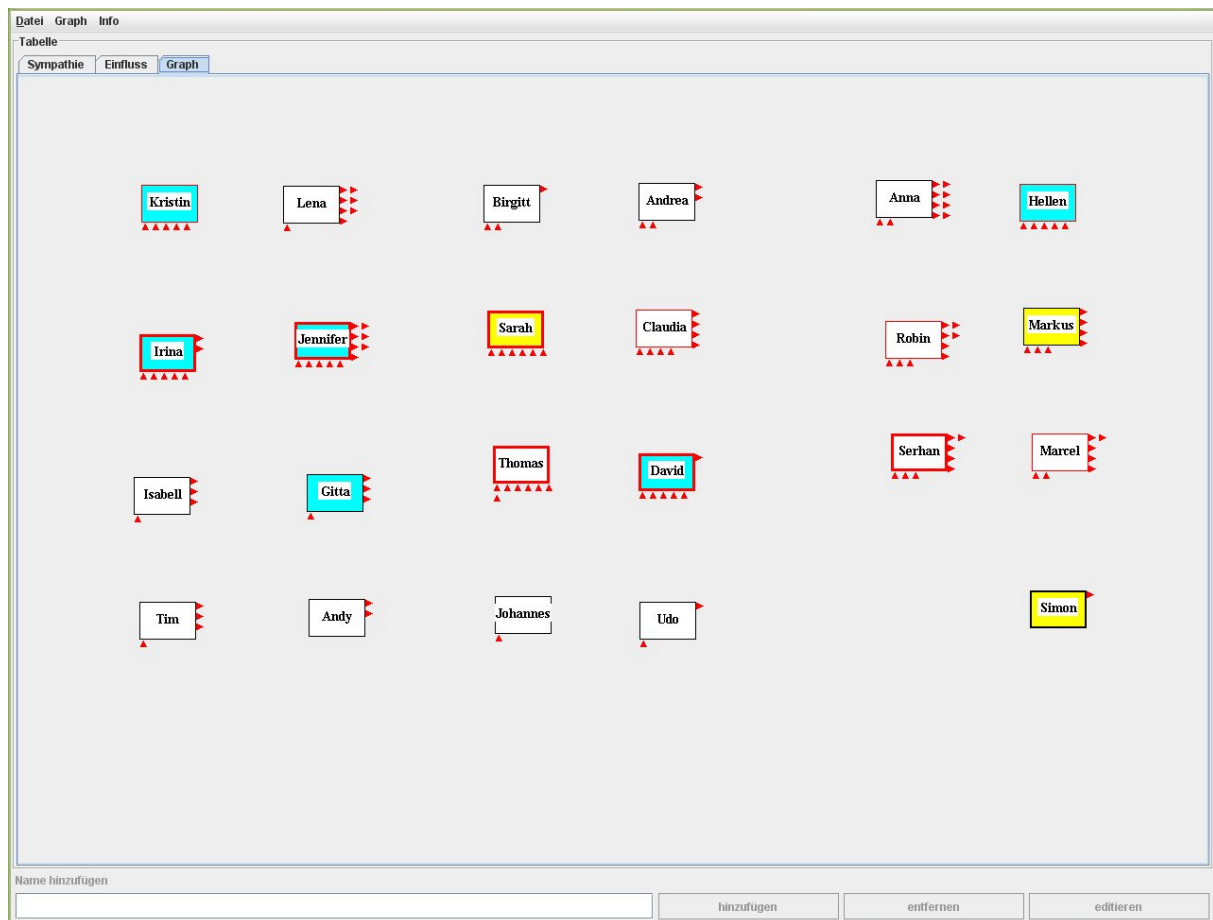 Datei Graph Info
Tabelle
Sympathie Einfluss Graph
Kristin Lena Birgitt Andrea Anna Hellen
Irina Jennifer Sarah Claudia Robin Markus
Isabell Gitta Thomas David Serhan Marcel
Tim Andy Johannes Udo Simon
Name hinzufügen
hinzufügen entfernen editieren